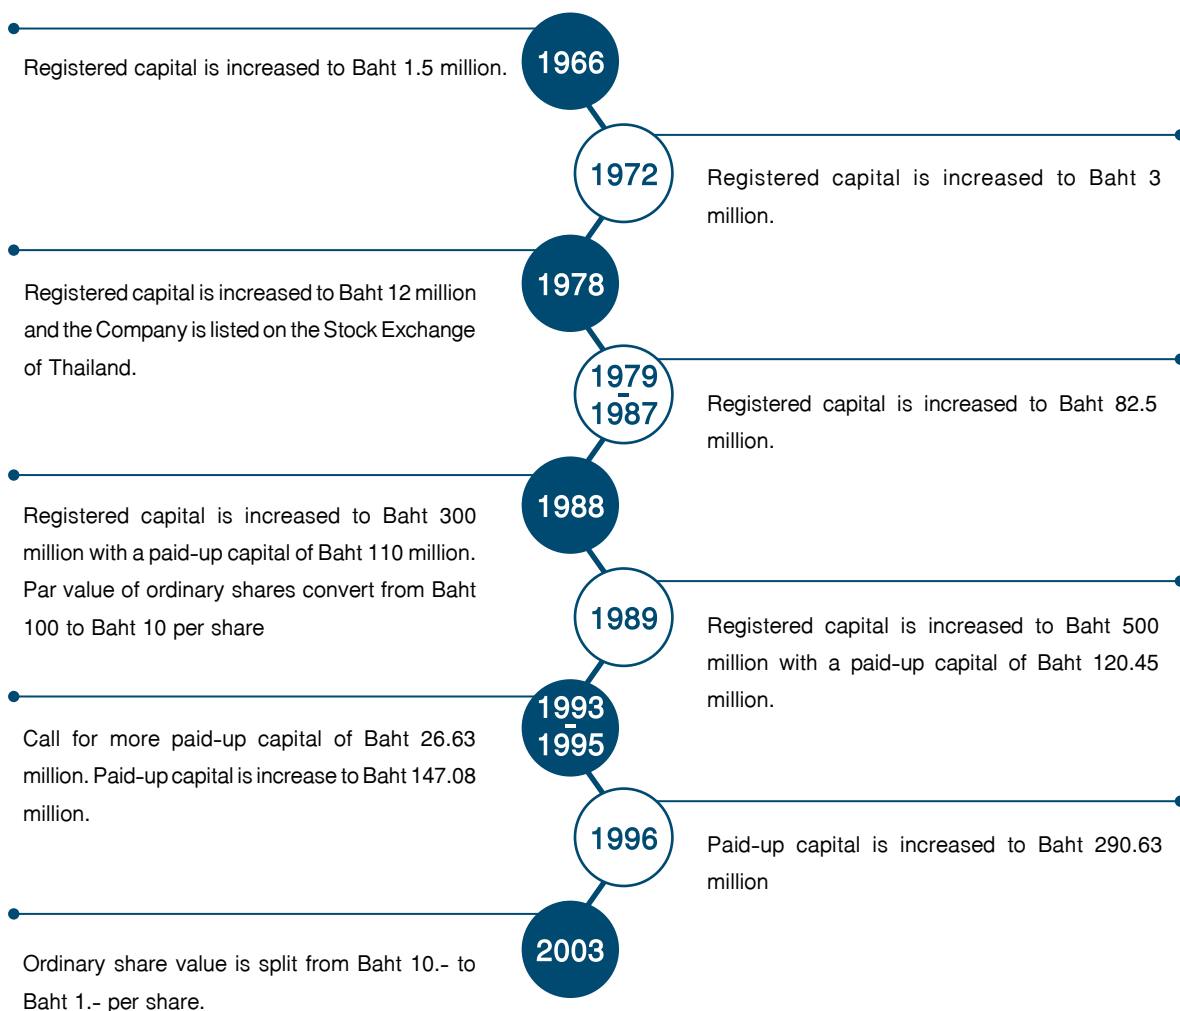 1966
Registered capital is increased to Baht 1.5 million.
1972
Registered capital is increased to Baht 3
million.
1978
Registered capital is increased to Baht 12 million
and the Company is listed on the Stock Exchange
of Thailand.
1979
-
1987
Registered capital is increased to Baht 82.5
million.
1988
Registered capital is increased to Baht 300
million with a paid-up capital of Baht 110 million.
Par value of ordinary shares convert from Baht
100 to Baht 10 per share
1989
Registered capital is increased to Baht 500
million with a paid-up capital of Baht 120.45
million.
1993
-
1995
Call for more paid-up capital of Baht 26.63
million. Paid-up capital is increase to Baht 147.08
million.
1996
Paid-up capital is increased to Baht 290.63
million
2003
Ordinary share value is split from Baht 10.- to
Baht 1.- per share.